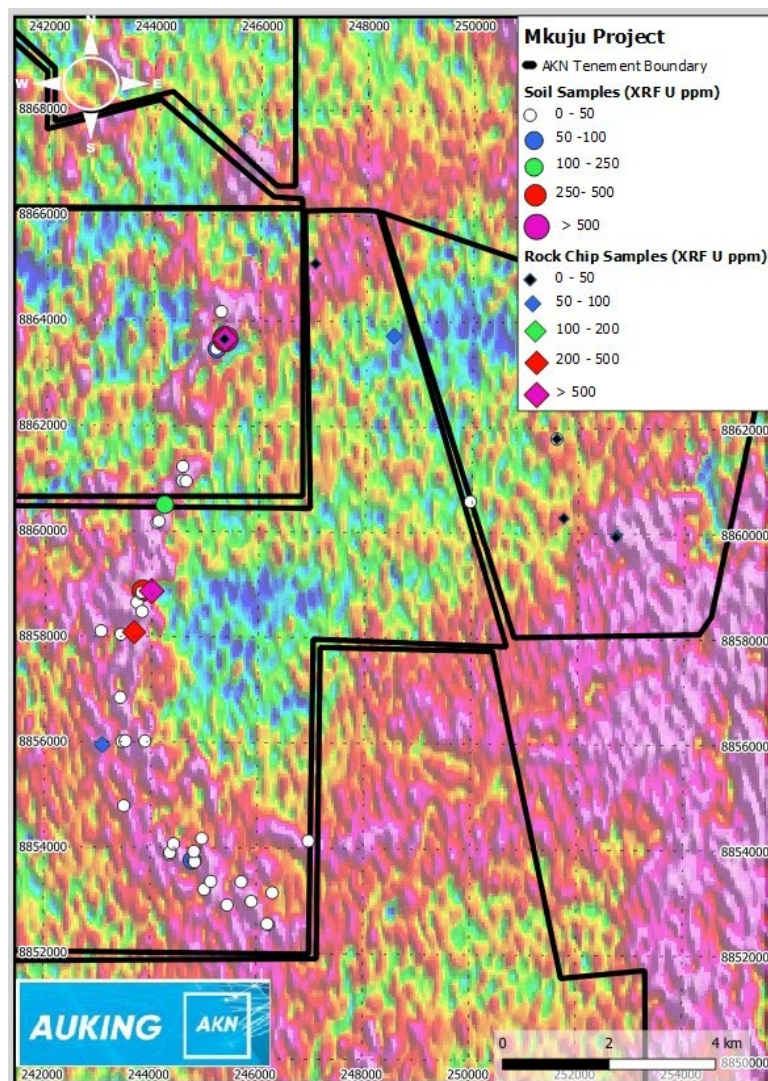 242000 244000 246000 248000 250000
N
W E
S
Mkuju Project
AKN Tenement Boundary
Soil Samples (XRF U ppm)
0 - 50
50 -100
100 - 250
250- 500
> 500
Rock Chip Samples (XRF U ppm)
0 - 50
50 - 100
100 - 200
200 - 500
> 500
8868000
8866000
8864000
8862000 8862000
8860000 8860000
8858000 8858000
8856000 8856000
8854000 8854000
8852000 8852000
AUKING AKN
0 2 4 km
8850000
242000 244000 246000 248000 250000 252000 254000